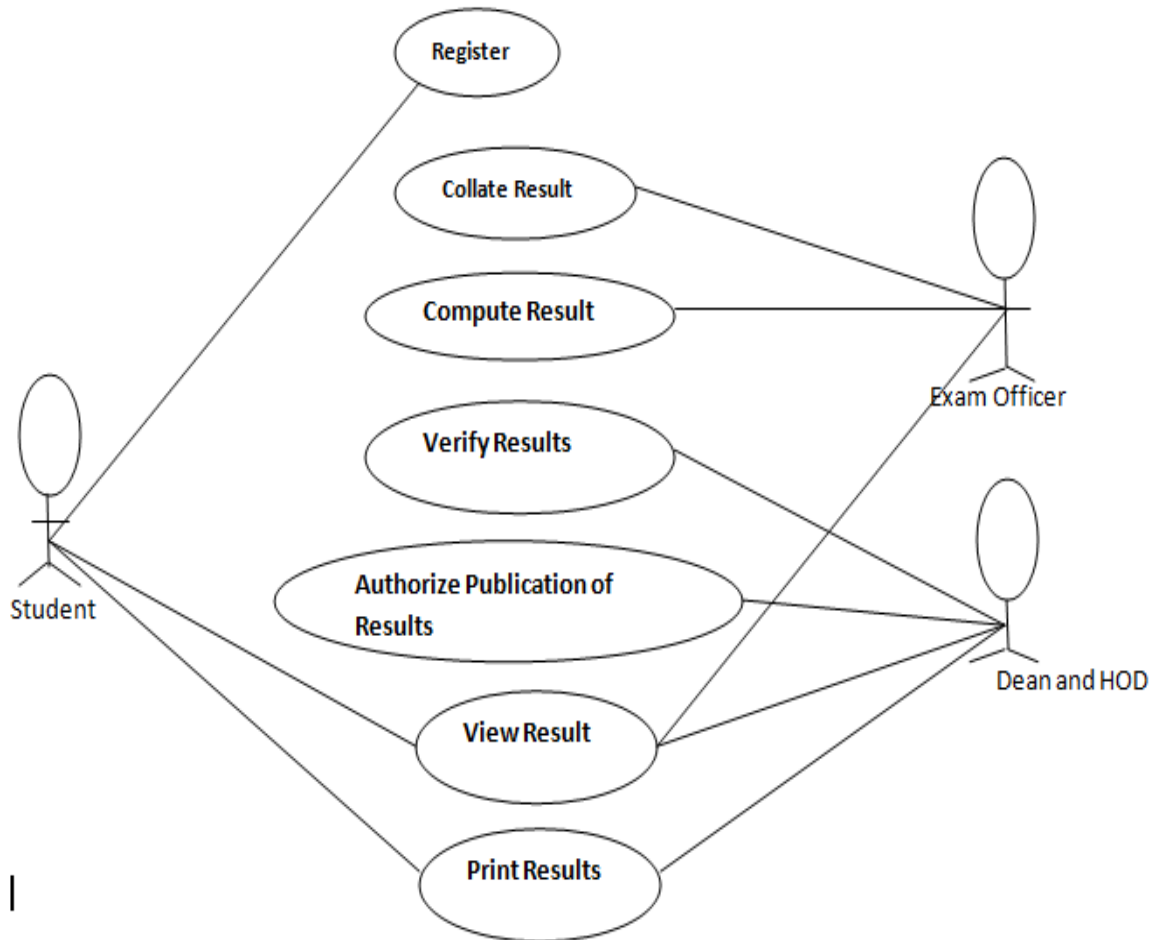 Register
Collate Result
Compute Result
Exam Officer
Verify Results
Student
Authorize Publication of
Results
Dean and HOD
View Result
Print Results